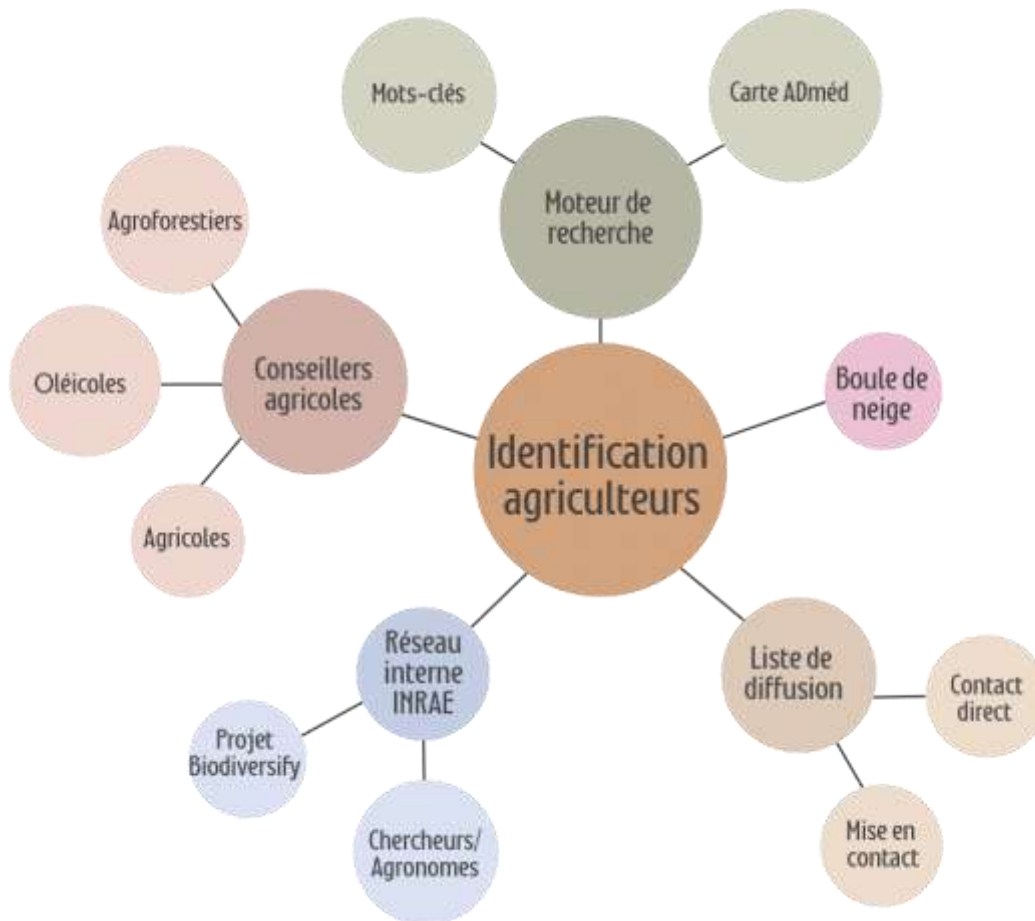 Mots-clés
Carte ADméd
Moteur de
recherche
Agroforestiers
Oléicoles
Conseillers
agricoles
Agricoles
Boule de
neige
Identification
agriculteurs
Réseau
interne
INRAE
Projet
Biodiversify
Chercheurs/
Agronomes
Liste de
diffusion
Contact
direct
Mise en
contact